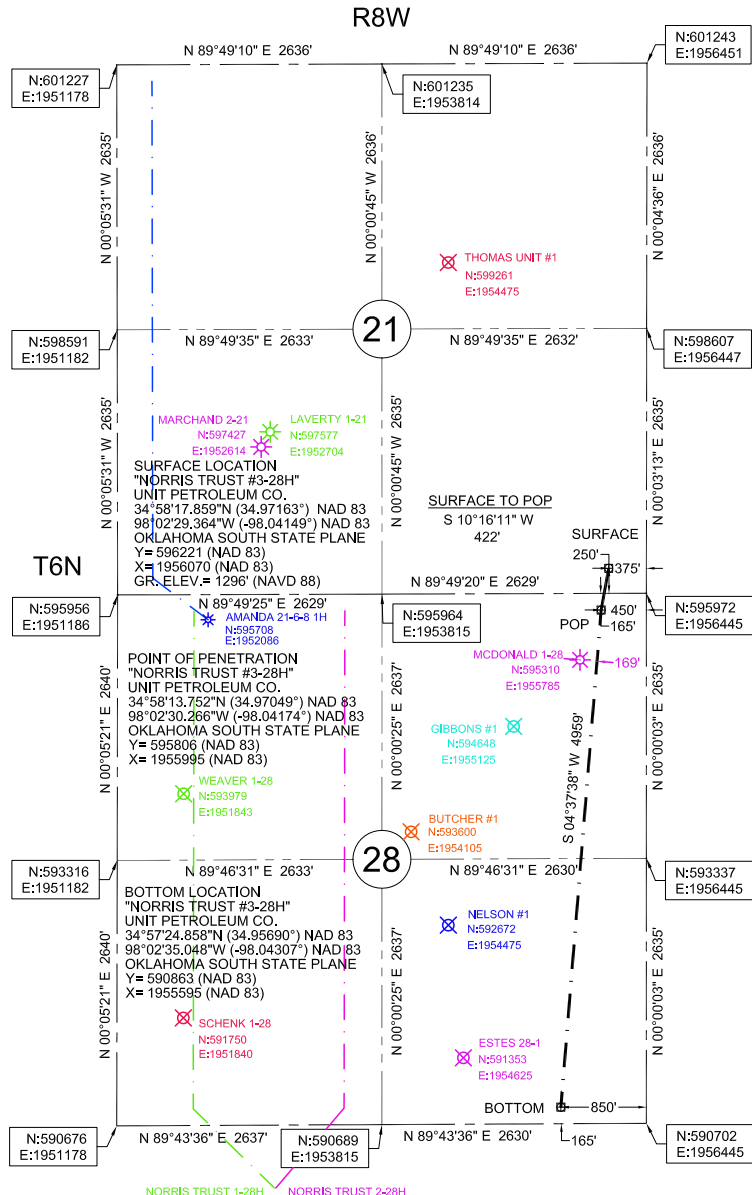 R8W
N 89°49'10" E 2636'
N 89°49'10" E 2636'
N:601243
E:1956451
N:601227
E:1951178
N:601235
E:1953814
N 00°05'31" W 2635'
N 00°00'45" W 2636'
N 00°04'36" E 2636'
THOMAS UNIT #1
N:599261
E:1954475
21
N:598591
E:1951182
N 89°49'35" E 2633'
N 89°49'35" E 2632'
N:598607
E:1956447
N 00°05'31" W 2635'
N 00°00'45" W 2635'
N 00°03'13" E 2635'
MARCHAND 2-21
N:597427
E:1952614
LAVERTY 1-21
N:597577
E:1952704
SURFACE LOCATION
"NORRIS TRUST #3-28H"
UNIT PETROLEUM CO.
34°58'17.859"N (34.97163°) NAD 83
98°02'29.364"W (-98.04149°) NAD 83
OKLAHOMA SOUTH STATE PLANE
Y= 596221 (NAD 83)
X= 1956070 (NAD 83)
GR. ELEV.= 1296' (NAVD 88)
SURFACE TO POP
S 10°16'11" W
422'
SURFACE
250'
375'
T6N
N:595956
E:1951186
N 89°49'25" E 2629'
N 89°49'20" E 2629'
N:595964
E:1953815
N:595972
E:1956445
POP
450'
165'
AMANDA 21-6-8 1H
N:595708
E:1952086
MCDONALD 1-28
N:595310
E:1955785
169'
POINT OF PENETRATION
"NORRIS TRUST #3-28H"
UNIT PETROLEUM CO.
34°58'13.752"N (34.97049°) NAD 83
98°02'30.266"W (-98.04174°) NAD 83
OKLAHOMA SOUTH STATE PLANE
Y= 595806 (NAD 83)
X= 1955995 (NAD 83)
N 00°05'21" E 2640'
N 00°00'25" E 2637'
N 00°00'03" E 2635'
S 04°37'38" W 4959'
GIBBONS #1
N:594648
E:1955125
WEAVER 1-28
N:593979
E:1951843
BUTCHER #1
N:593600
E:1954105
28
N:593316
E:1951182
N 89°46'31" E 2633'
N 89°46'31" E 2630'
N:593337
E:1956445
BOTTOM LOCATION
"NORRIS TRUST #3-28H"
UNIT PETROLEUM CO.
34°57'24.858"N (34.95690°) NAD 83
98°02'35.048"W (-98.04307°) NAD 83
OKLAHOMA SOUTH STATE PLANE
Y= 590863 (NAD 83)
X= 1955595 (NAD 83)
NELSON #1
N:592672
E:1954475
N 00°05'21" E 2640'
N 00°00'25" E 2637'
N 00°00'03" E 2635'
SCHENK 1-28
N:591750
E:1951840
ESTES 28-1
N:591353
E:1954625
BOTTOM
850'
165'
N:590676
E:1951178
N 89°43'36" E 2637'
N:590689
E:1953815
N 89°43'36" E 2630'
N:590702
E:1956445
NORRIS TRUST 1-28H
NORRIS TRUST 2-28H